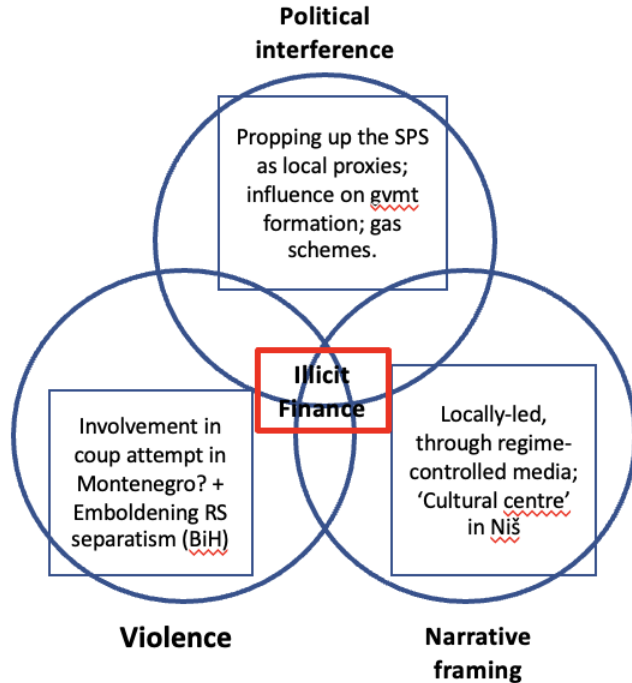 Political
interference
Propping up the SPS
as local proxies;
influence on gvmt
formation; gas
schemes.
Illicit
Finance
Involvement in
coup attempt in
Montenegro? +
Emboldening RS
separatism (BiH)
Locally-led,
through regime-
controlled media;
‘Cultural centre’
in Niš
Violence
Narrative
framing